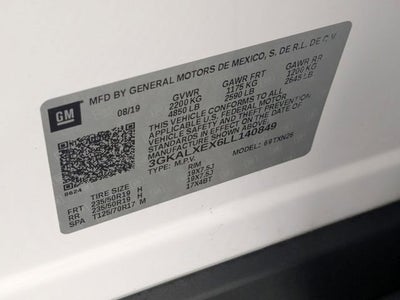 GM
MFD BY GENERAL MOTORS DE MEXICO, S. DE R.L. DE C.V
08/19 GVWR GAWR FRT GAWR RR
2200 KG 1175 KG 1200 KG
4850 LB 2590 LB 2645 LB
THIS VEHICLE CONFORMS TO ALL
APPLICABLE U.S. FEDERAL MOTOR
VEHICLE SAFETY AND THEFT PREVENTION
STANDARDS IN EFFECT ON THE DATE OF
MANUFACTURE SHOWN ABOVE.
3GKALXEX6LL140849
TYPE: M.P.V. MODEL: 69TXN26
8624
TIRE SIZE RIM
FRT 235/50R19 H 19X7.5J
RR 235/50R19 H 19X7.5J
SPA T125/70R17 M 17X4BT